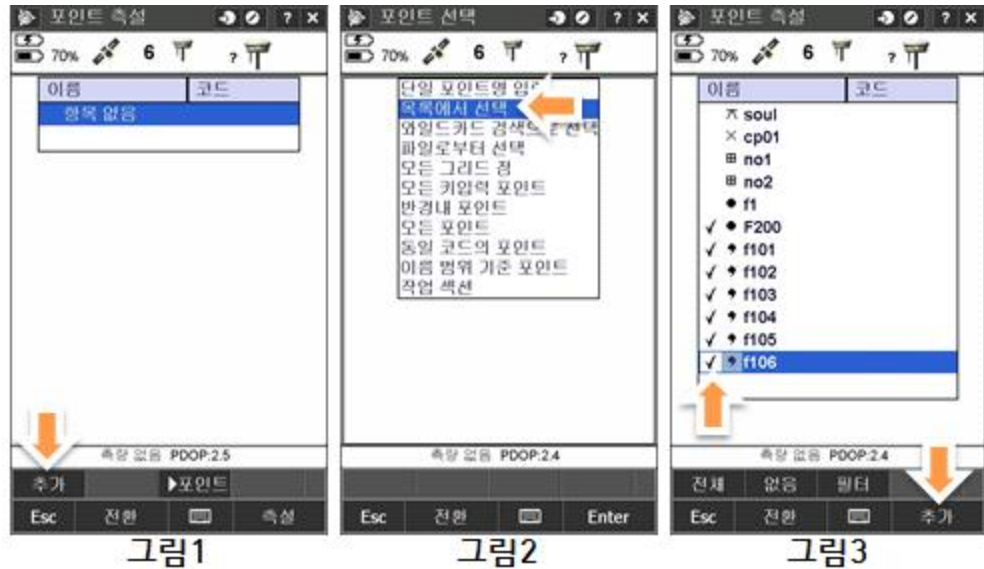 포인트 측설
? ×
70%
6
?
이름
코드
항목 없음
측량 없음 PDOP:2.5
추가
▶포인트
Esc
전환
측설
그림1
포인트 선택
? ×
70%
6
?
단일 포인트명
목록에서 선택
와일드카드 검색으로 선택
파일로부터 선택
모든 그리드 점
모든 키입력 포인트
반경내 포인트
모든 포인트
동일 코드의 포인트
이름 범위 기준 포인트
작업 섹션
측량 없음 PDOP:2.4
Esc
전환
Enter
그림2
포인트 측설
? ×
70%
6
?
이름
코드
soul
cp01
no1
no2
f1
F200
f101
f102
f103
f104
f105
f106
측량 없음 PDOP:2.4
전체
없음
필터
Esc
전환
추가
그림3